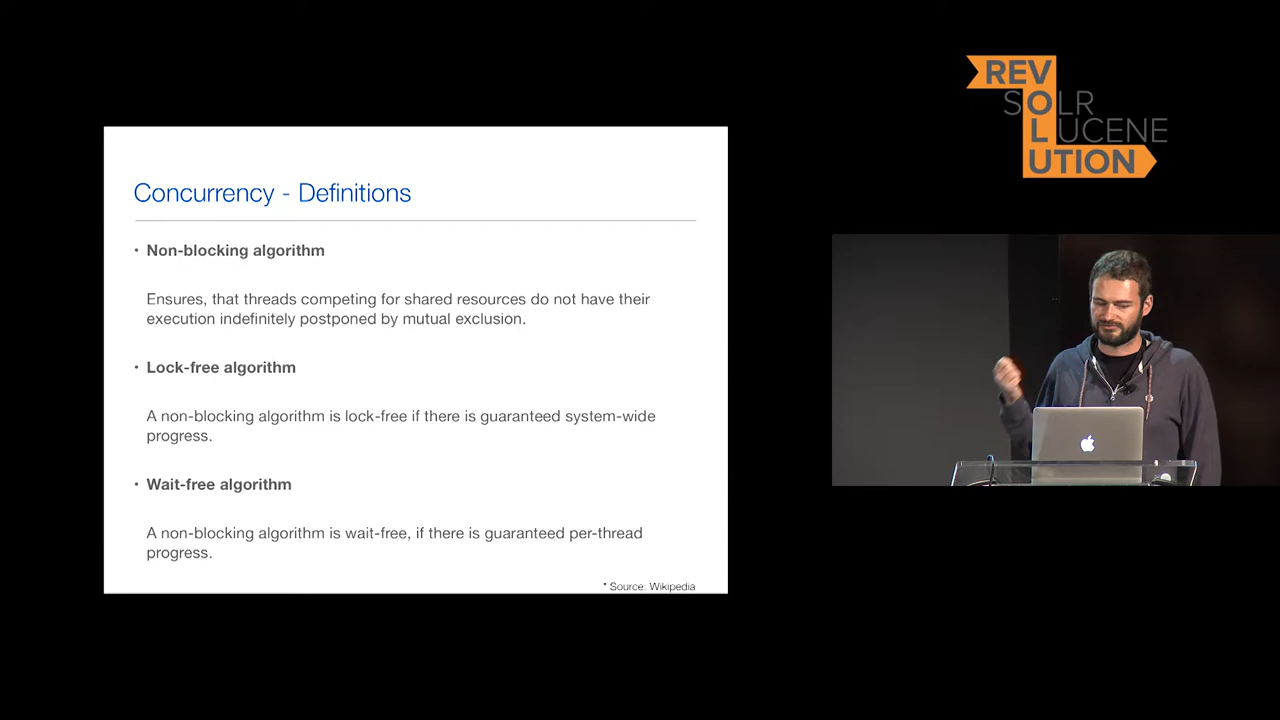 REV
SOLR
LUCENE
UTION
Concurrency - Definitions
• Non-blocking algorithm
Ensures, that threads competing for shared resources do not have their
execution indefinitely postponed by mutual exclusion.
• Lock-free algorithm
A non-blocking algorithm is lock-free if there is guaranteed system-wide
progress.
• Wait-free algorithm
A non-blocking algorithm is wait-free, if there is guaranteed per-thread
progress.
* Source: Wikipedia